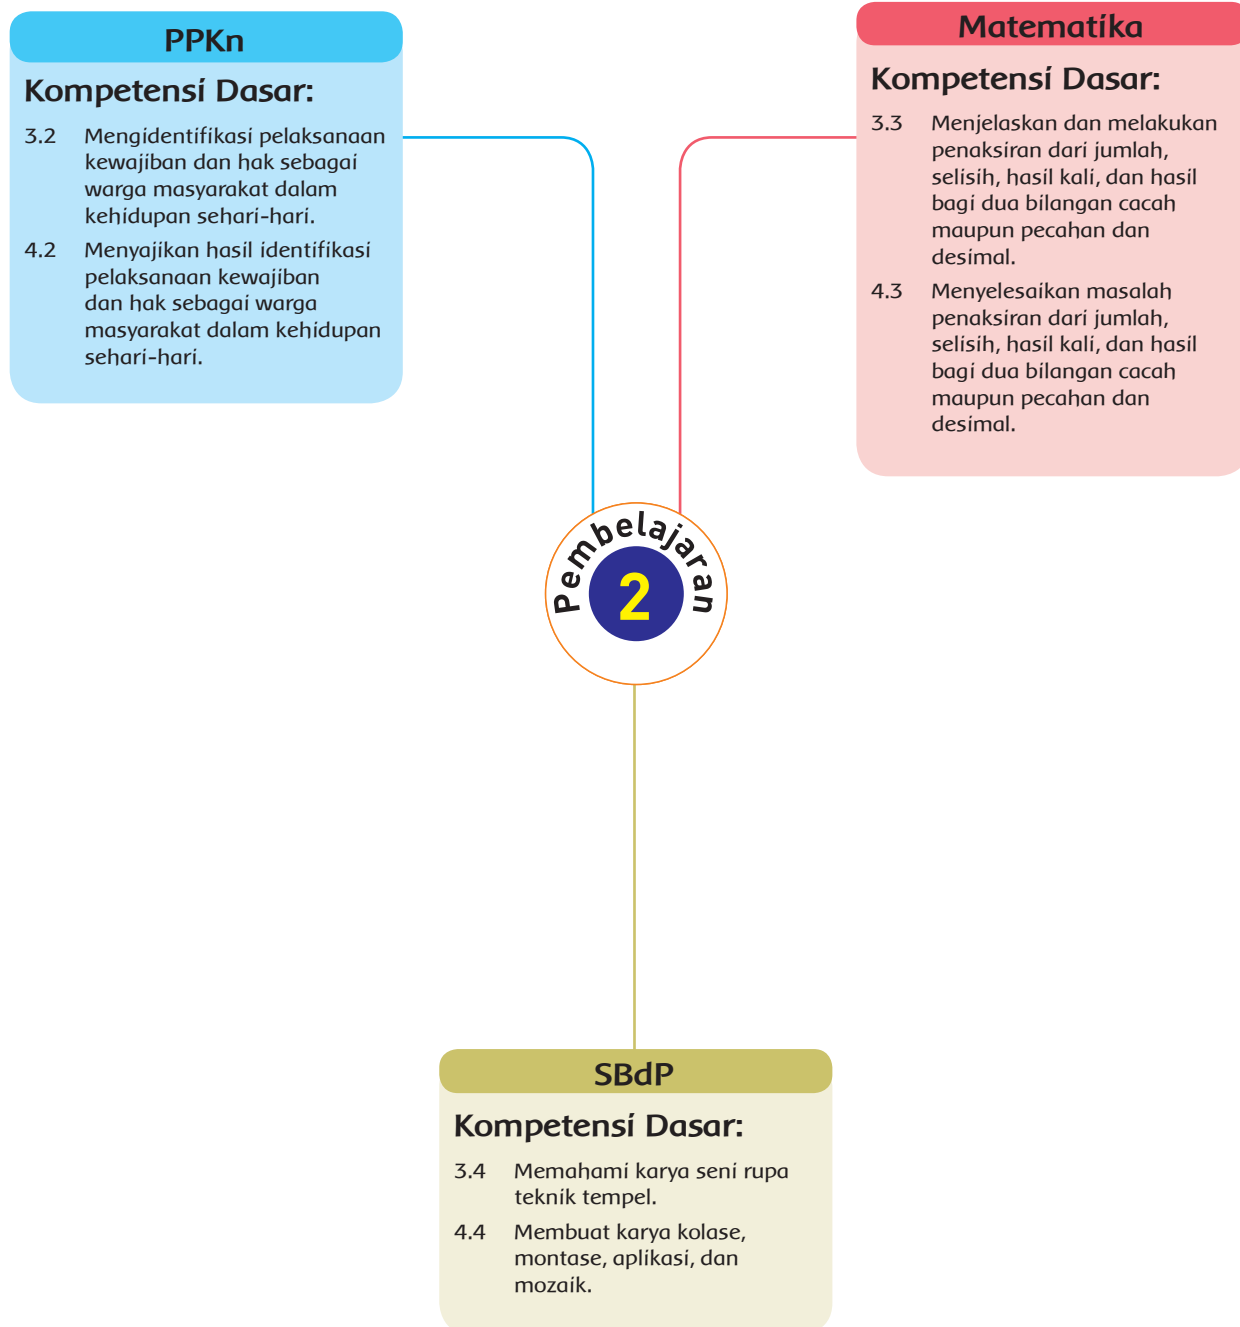 PPKn
Kompetensi Dasar:
3.2 Mengidentifikasi pelaksanaan
kewajiban dan hak sebagai
warga masyarakat dalam
kehidupan sehari-hari.
4.2 Menyajikan hasil identifikasi
pelaksanaan kewajiban
dan hak sebagai warga
masyarakat dalam kehidupan
sehari-hari.
Matematika
Kompetensi Dasar:
3.3 Menjelaskan dan melakukan
penaksiran dari jumlah,
selisih, hasil kali, dan hasil
bagi dua bilangan cacah
maupun pecahan dan
desimal.
4.3 Menyelesaikan masalah
penaksiran dari jumlah,
selisih, hasil kali, dan hasil
bagi dua bilangan cacah
maupun pecahan dan
desimal.
Pembelajaran
2
SBdP
Kompetensi Dasar:
3.4 Memahami karya seni rupa
teknik tempel.
4.4 Membuat karya kolase,
montase, aplikasi, dan
mozaik.